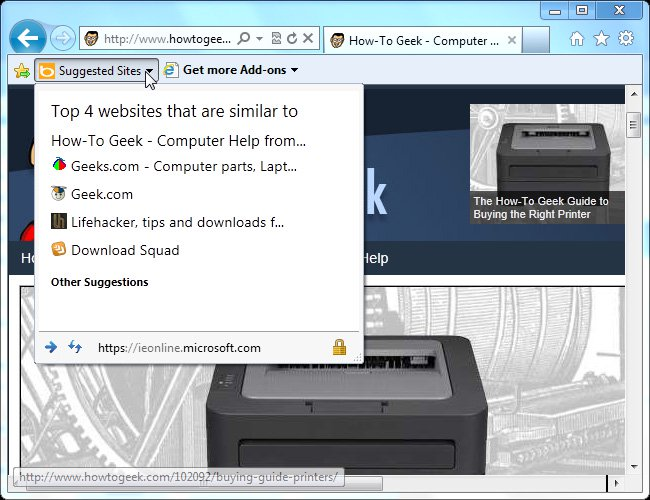 http://www.howtogee...
How-To Geek - Computer ...
Suggested Sites
Get more Add-ons
Top 4 websites that are similar to
How-To Geek - Computer Help from...
Geeks.com - Computer parts, Lapt...
Geek.com
Lifehacker, tips and downloads f...
Download Squad
Other Suggestions
https://ieonline.microsoft.com
k
The How-To Geek Guide to
Buying the Right Printer
Ho
Help
http://www.howtogeek.com/102092/buying-guide-printers/